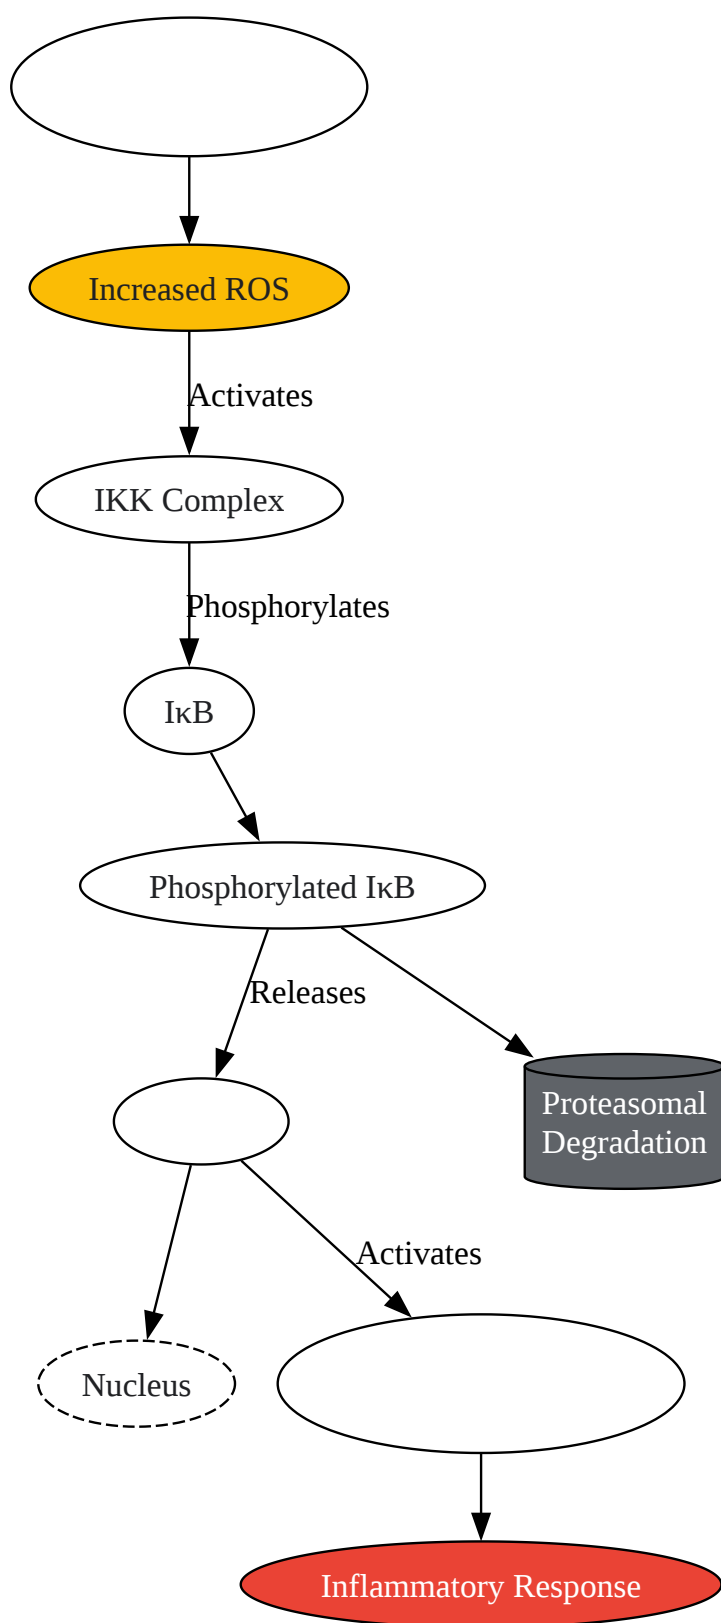 Increased ROS
Activates
IKK Complex
Phosphorylates
IκB
Phosphorylated IκB
Releases
Proteasomal
Degradation
Activates
Nucleus
Inflammatory Response